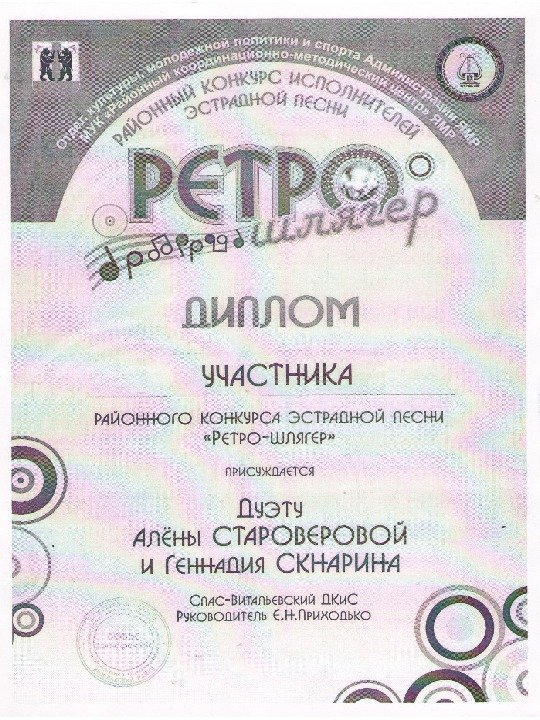 Отдел культуры, молодежной политики и спорта Администрации ЯМР
МУК «Районный координационно-методический центр» ЯМР
РАЙОННЫЙ КОНКУРС ИСПОЛНИТЕЛЕЙ
ЭСТРАДНОЙ ПЕСНИ
РЕТРО
шлягер
ДИПЛОМ
УЧАСТНИКА
РАЙОННОГО КОНКУРСА ЭСТРАДНОЙ ПЕСНИ
«РЕТРО-ШЛЯГЕР»
ПРИСУЖДАЕТСЯ
ДУЭТУ
АЛЁНЫ СТАРОВЕРОВОЙ
И ГЕННАДИЯ СКНАРИНА
СПАС-ВИТАЛЬЕВСКИЙ ДКИС
РУКОВОДИТЕЛЬ Е.Н.ПРИХОДЬКО